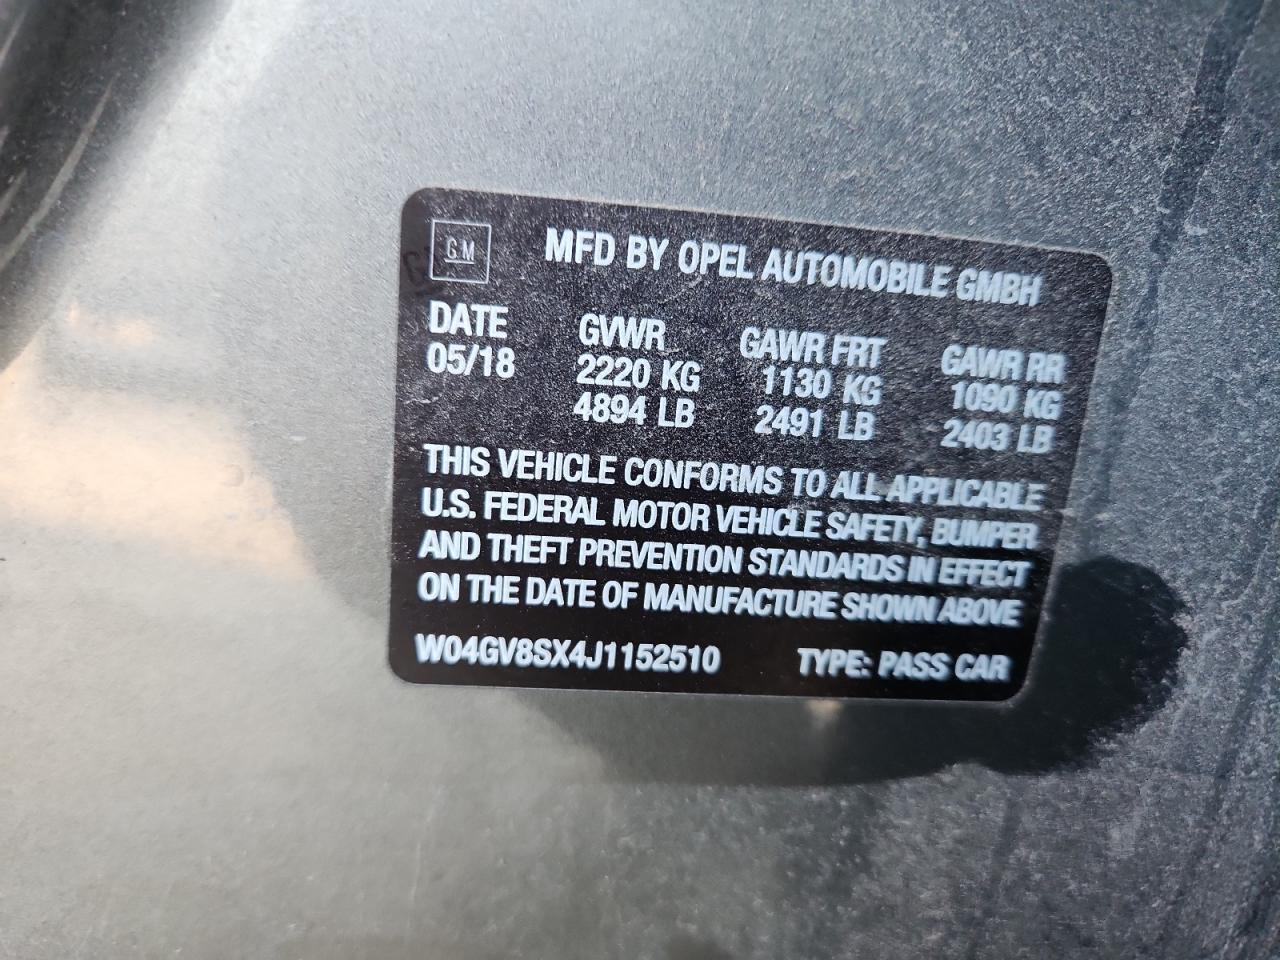 GM
MFD BY OPEL AUTOMOBILE GMBH
DATE GVWR GAWR FRT GAWR RR
05/18 2220 KG 1130 KG 1090 KG
4894 LB 2491 LB 2403 LB
THIS VEHICLE CONFORMS TO ALL APPLICABLE
U.S. FEDERAL MOTOR VEHICLE SAFETY, BUMPER
AND THEFT PREVENTION STANDARDS IN EFFECT
ON THE DATE OF MANUFACTURE SHOWN ABOVE
W04GV8SX4J1152510 TYPE: PASS CAR